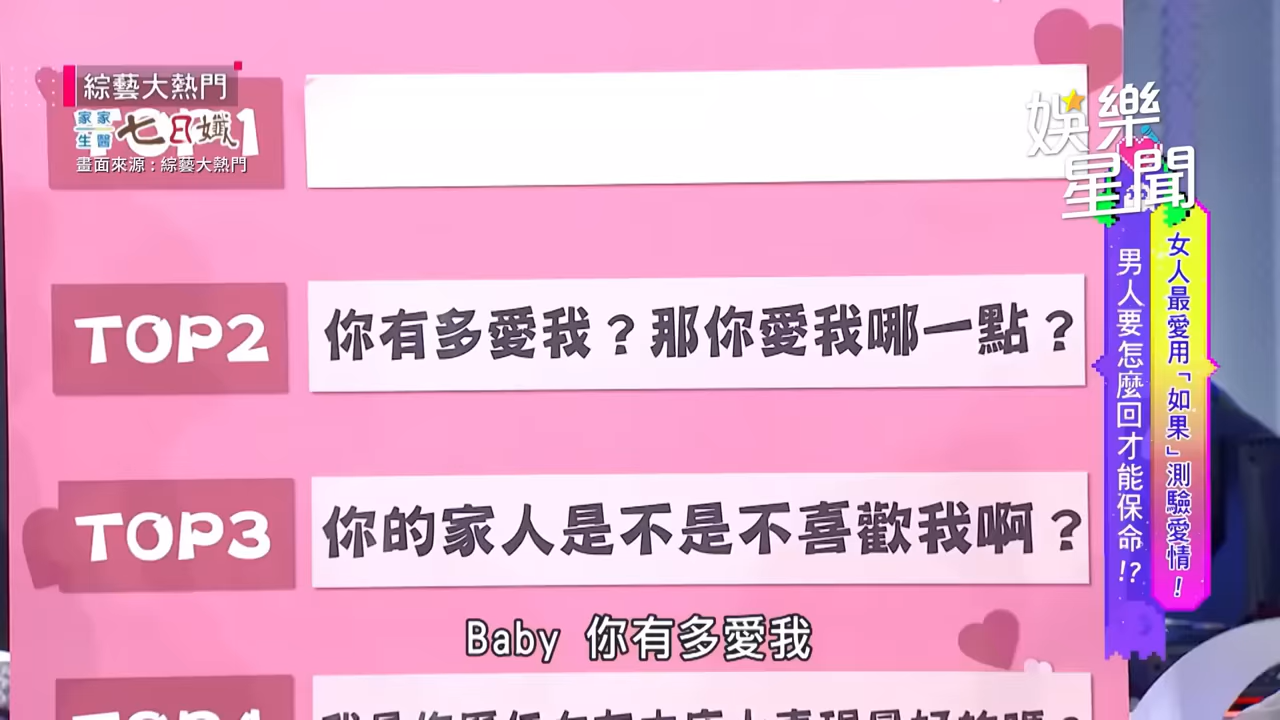 綜藝大熱門
家家
生醫
七日孅
TOP1
畫面來源:綜藝大熱門
娛樂
星聞
女人最愛用「如果」測驗愛情!
男人要怎麼回才能保命!?
TOP2
你有多愛我?那你愛我哪一點?
TOP3
你的家人是不是不喜歡我啊?
Baby 你有多愛我